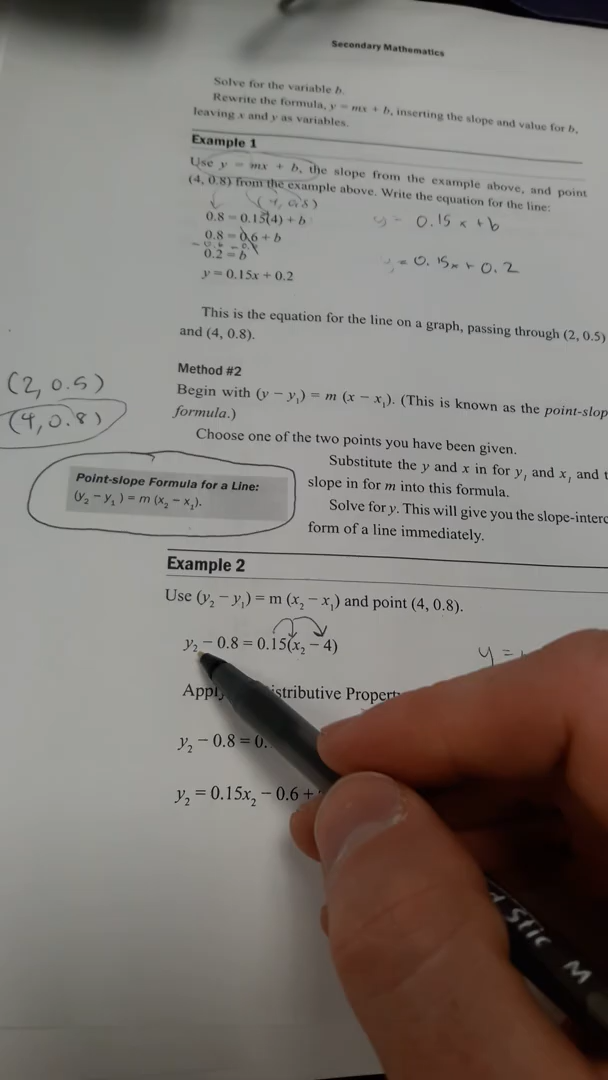 Secondary Mathematics
Solve for the variable b.
Rewrite the formula, y = mx + b, inserting the slope and value for b,
leaving x and y as variables.
Example 1
Use y = mx + b, the slope from the example above, and point
(4, 0.8) from the example above. Write the equation for the line:
(4, 0.8)
0.8 = 0.15(4) + b
y = 0.15x + b
0.8 = 0.6 + b
-0.6 -0.6
0.2 = b
y = 0.15x + 0.2
y = 0.15x + 0.2
This is the equation for the line on a graph, passing through (2, 0.5)
and (4, 0.8).
(2, 0.5)
(4, 0.8)
Method #2
Begin with (y − y₁) = m (x − x₁). (This is known as the point-slop
formula.)
Choose one of the two points you have been given.
Substitute the y and x in for y₁ and x₁ and t
slope in for m into this formula.
Solve for y. This will give you the slope-interc
form of a line immediately.
Point-slope Formula for a Line:
(y₂ − y₁ ) = m (x₂ − x₁).
Example 2
Use (y₂ − y₁) = m (x₂ − x₁) and point (4, 0.8).
y₂ − 0.8 = 0.15(x₂ − 4)
y =
Appl istributive Propert
y₂ − 0.8 = 0.
y₂ = 0.15x₂ − 0.6 +
Stic M